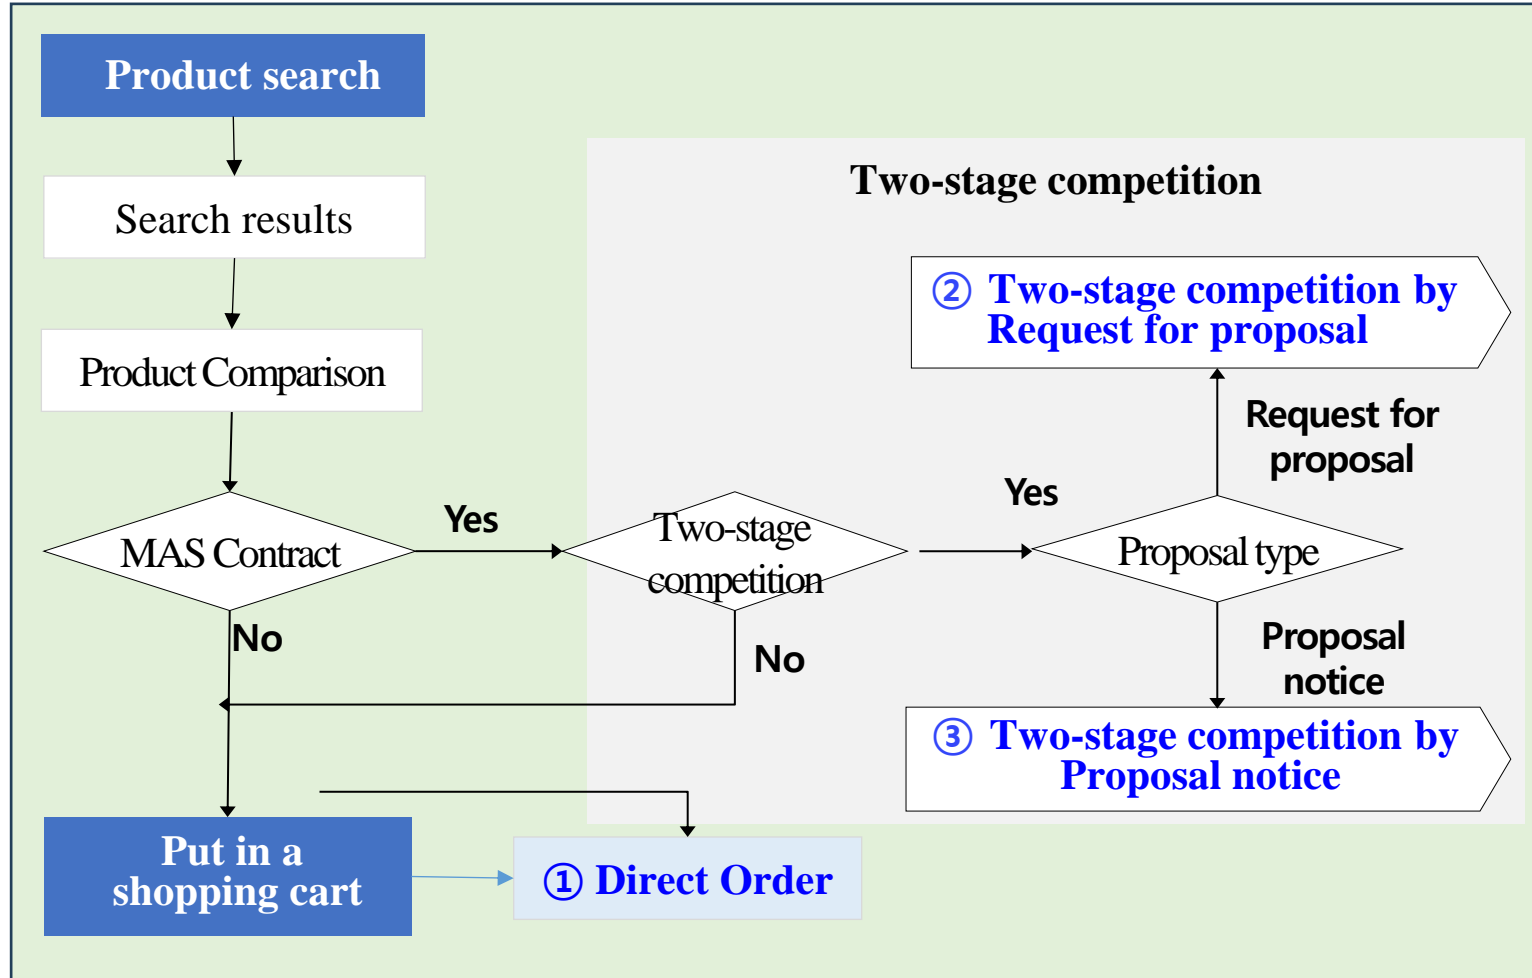 Product search
Search results
Product Comparison
MAS Contract
Yes
No
Two-stage competition
Two-stage
competition
Yes
No
Proposal type
Request for
proposal
② Two-stage competition by
Request for proposal
Proposal
notice
③ Two-stage competition by
Proposal notice
Put in a
shopping cart
① Direct Order